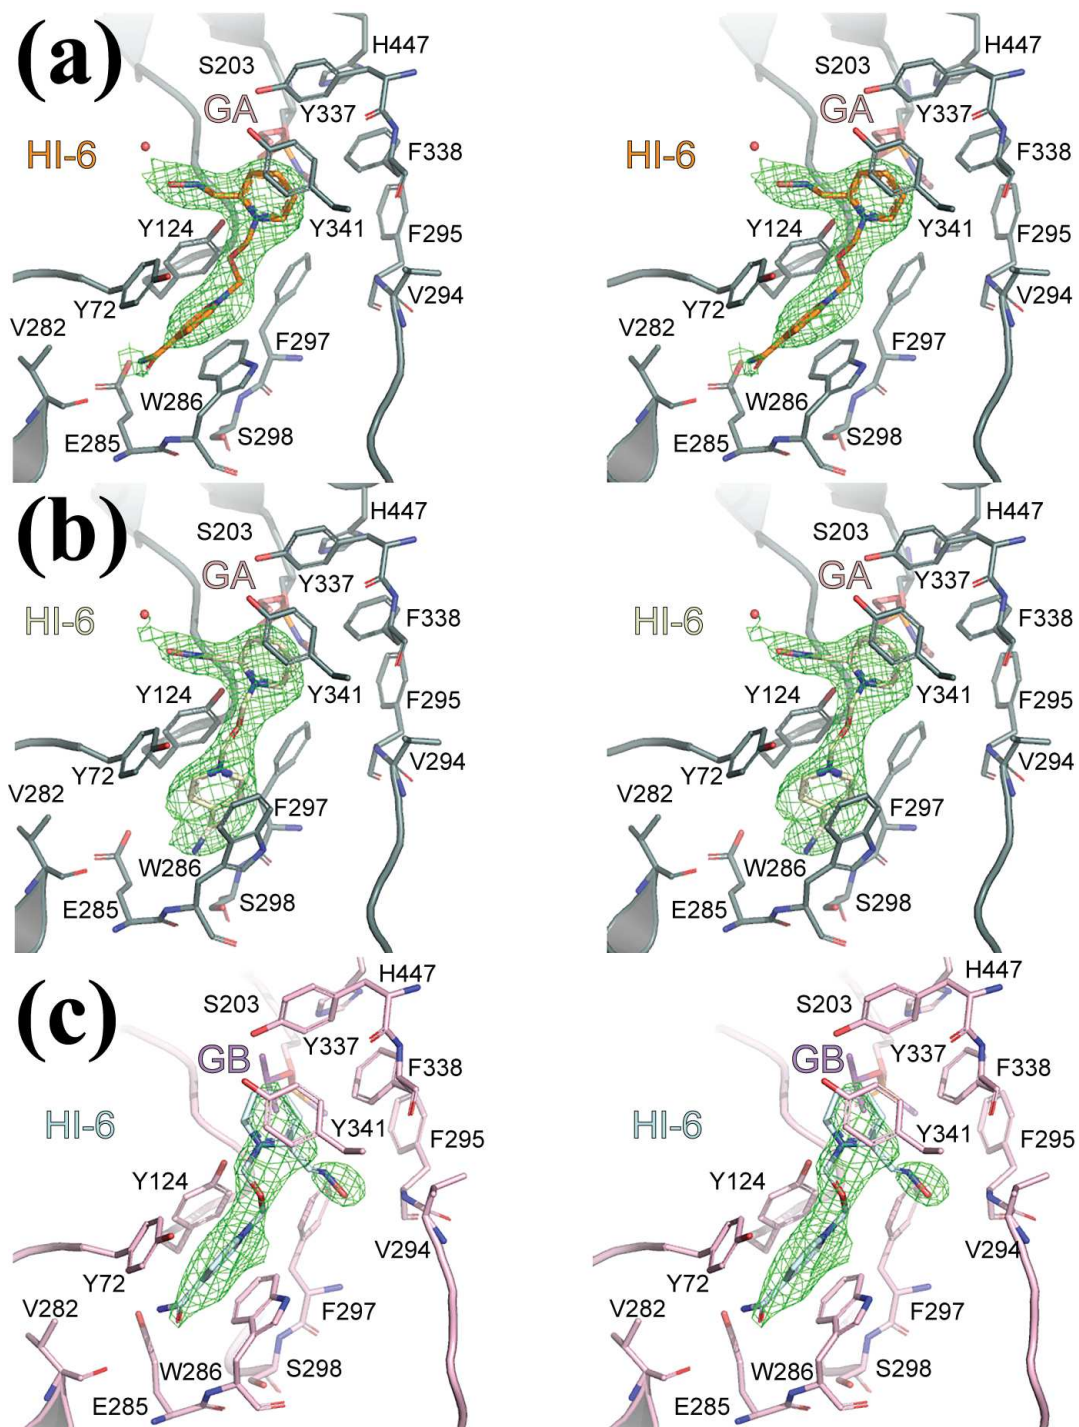 (a)
H447 H447
S203 S203
GA Y337 GA Y337
HI-6 F338 HI-6 F338
Y124 Y341 F295 Y124 Y341 F295
Y72 V294 Y72 V294
V282 F297 V282 F297
W286 W286
E285 S298 E285 S298
(b)
H447 H447
S203 S203
GA Y337 GA Y337
HI-6 F338 HI-6 F338
Y124 Y341 F295 Y124 Y341 F295
Y72 V294 Y72 V294
V282 F297 V282 F297
W286 W286
E285 S298 E285 S298
(c)
H447 H447
S203 S203
GB Y337 GB Y337
F338 F338
HI-6 Y341 F295 HI-6 Y341 F295
Y124 Y124
Y72 V294 Y72 V294
V282 F297 V282 F297
W286 S298 W286 S298
E285 E285